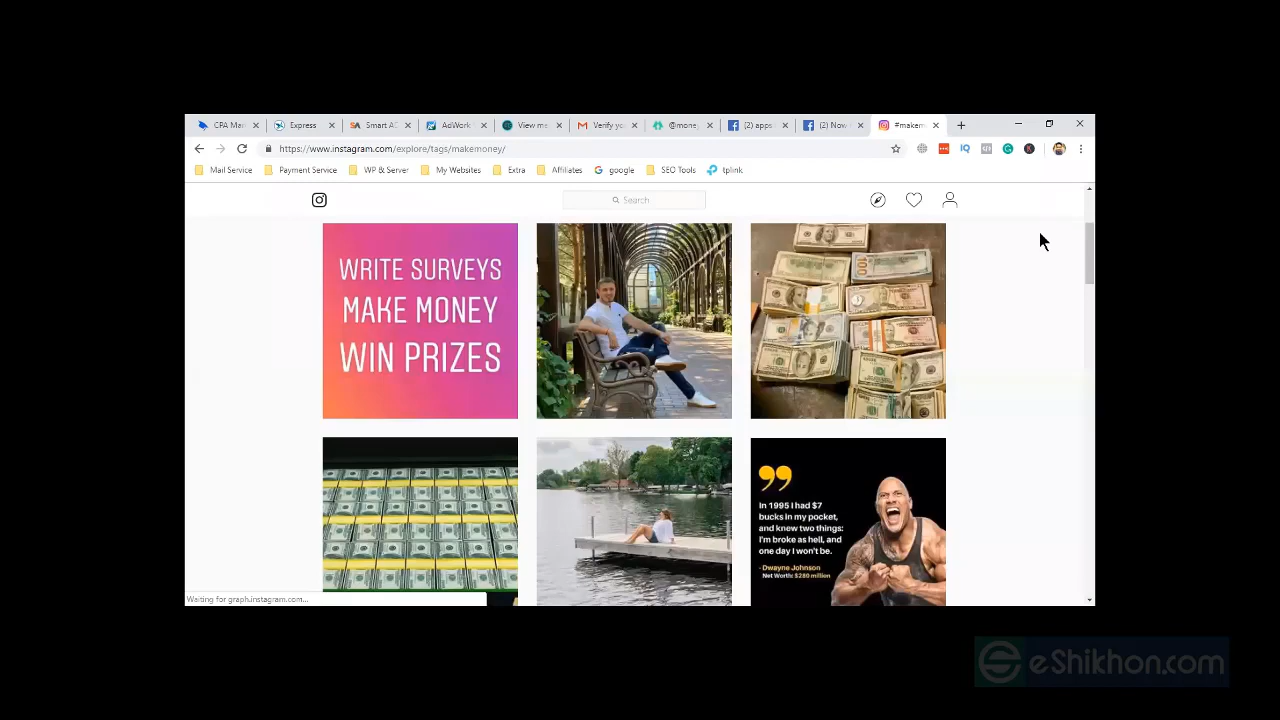 CPA Mar
Express
Smart AD
AdWork
View me
Verify you
@mone
(2) apps
(2) Now
#makem
https://www.instagram.com/explore/tags/makemoney/
Mail Service
Payment Service
WP & Server
My Websites
Extra
Affiliates
google
SEO Tools
tplink
Search
WRITE SURVEYS
MAKE MONEY
WIN PRIZES
In 1995 I had $7
bucks in my pocket,
and knew two things:
I'm broke as hell, and
one day I won't be.
- Dwayne Johnson
Net Worth: $280 million
Waiting for graph.instagram.com...
eShikhon.com